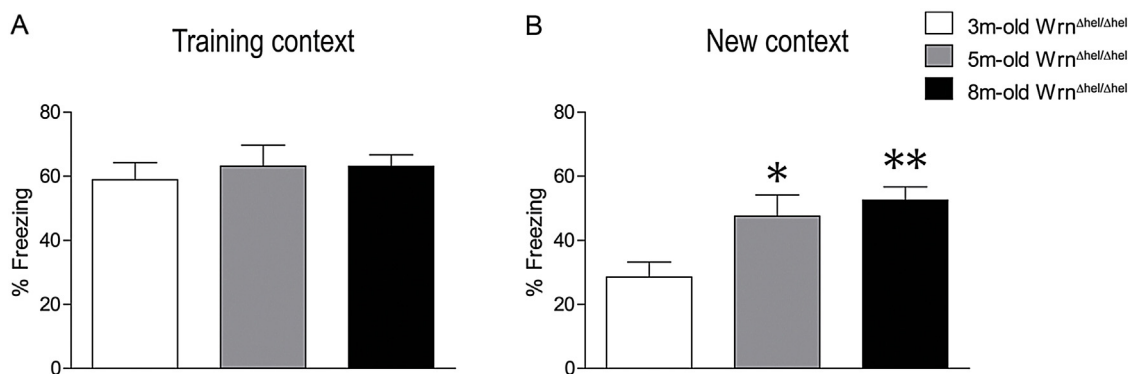 A
Training context
% Freezing
80
60
40
20
0
B
New context
% Freezing
80
60
40
20
0
*
**
3m-old Wrn^Δhel/Δhel
5m-old Wrn^Δhel/Δhel
8m-old Wrn^Δhel/Δhel